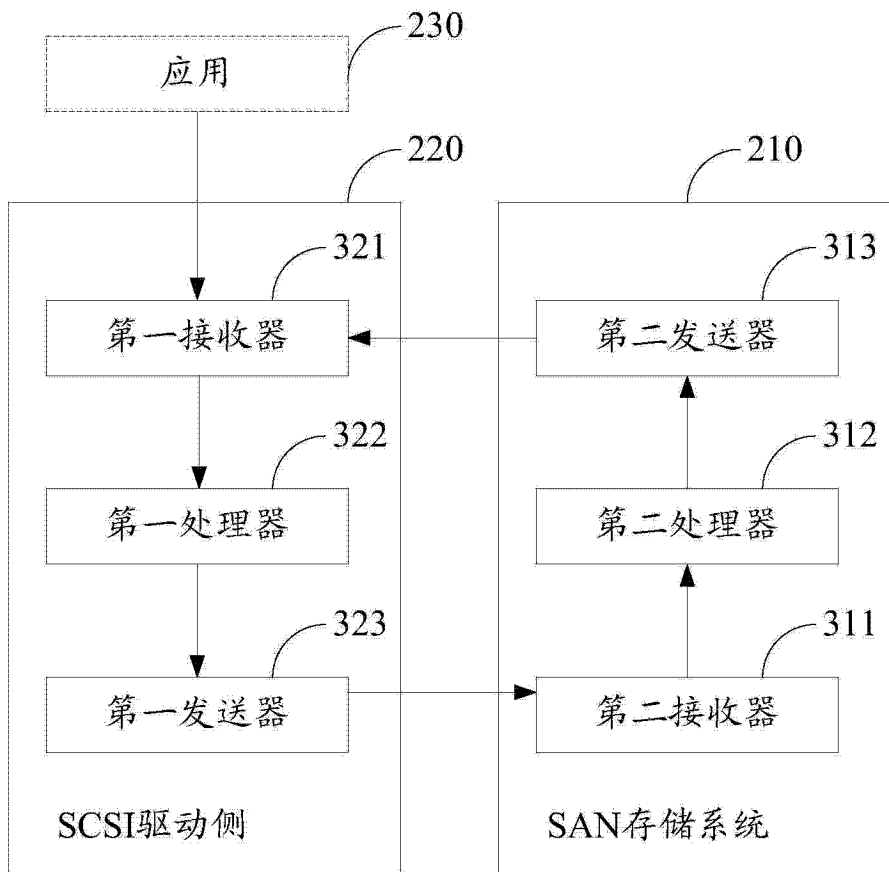 230
应用
220
210
321
313
第一接收器
第二发送器
322
312
第一处理器
第二处理器
323
311
第一发送器
第二接收器
SCSI驱动侧
SAN存储系统